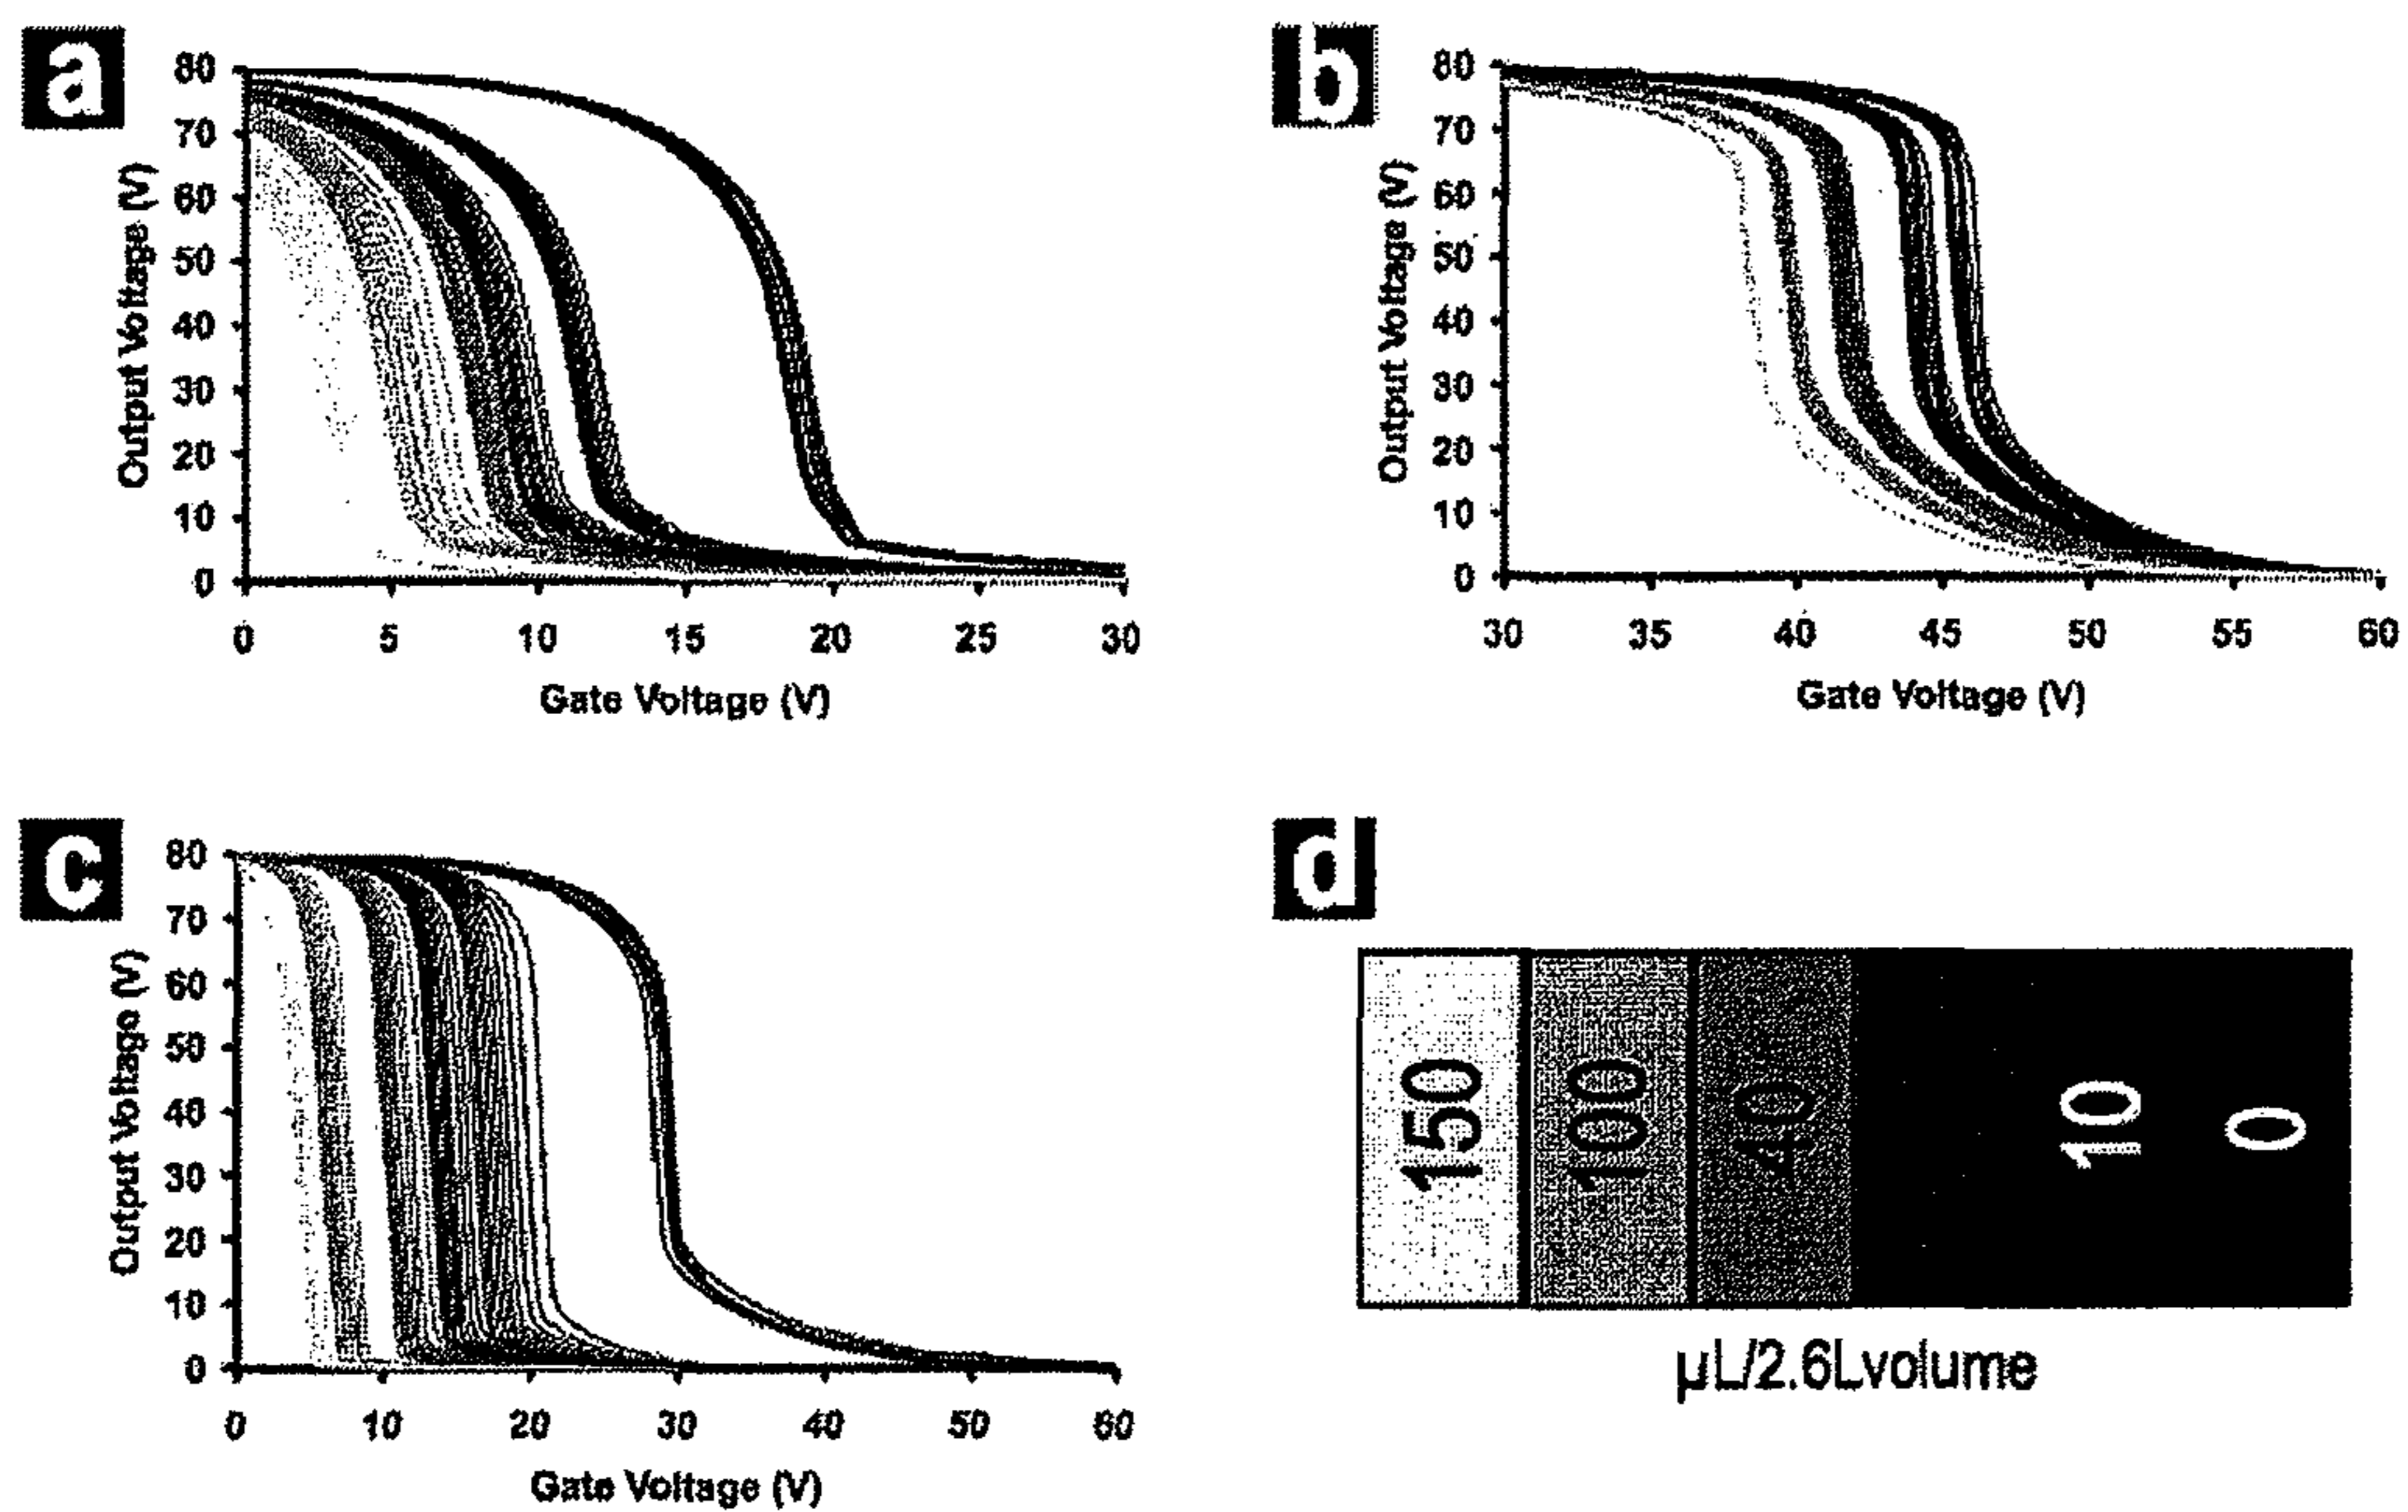 a
80
70
60
50
40
30
20
10
0
Output Voltage (V)
0 5 10 15 20 25 30
Gate Voltage (V)
b
80
70
60
50
40
30
20
10
0
Output Voltage (V)
30 35 40 45 50 55 60
Gate Voltage (V)
c
80
70
60
50
40
30
20
10
0
Output Voltage (V)
0 10 20 30 40 50 60
Gate Voltage (V)
d
150 100 40 10 0
µL/2.6Lvolume